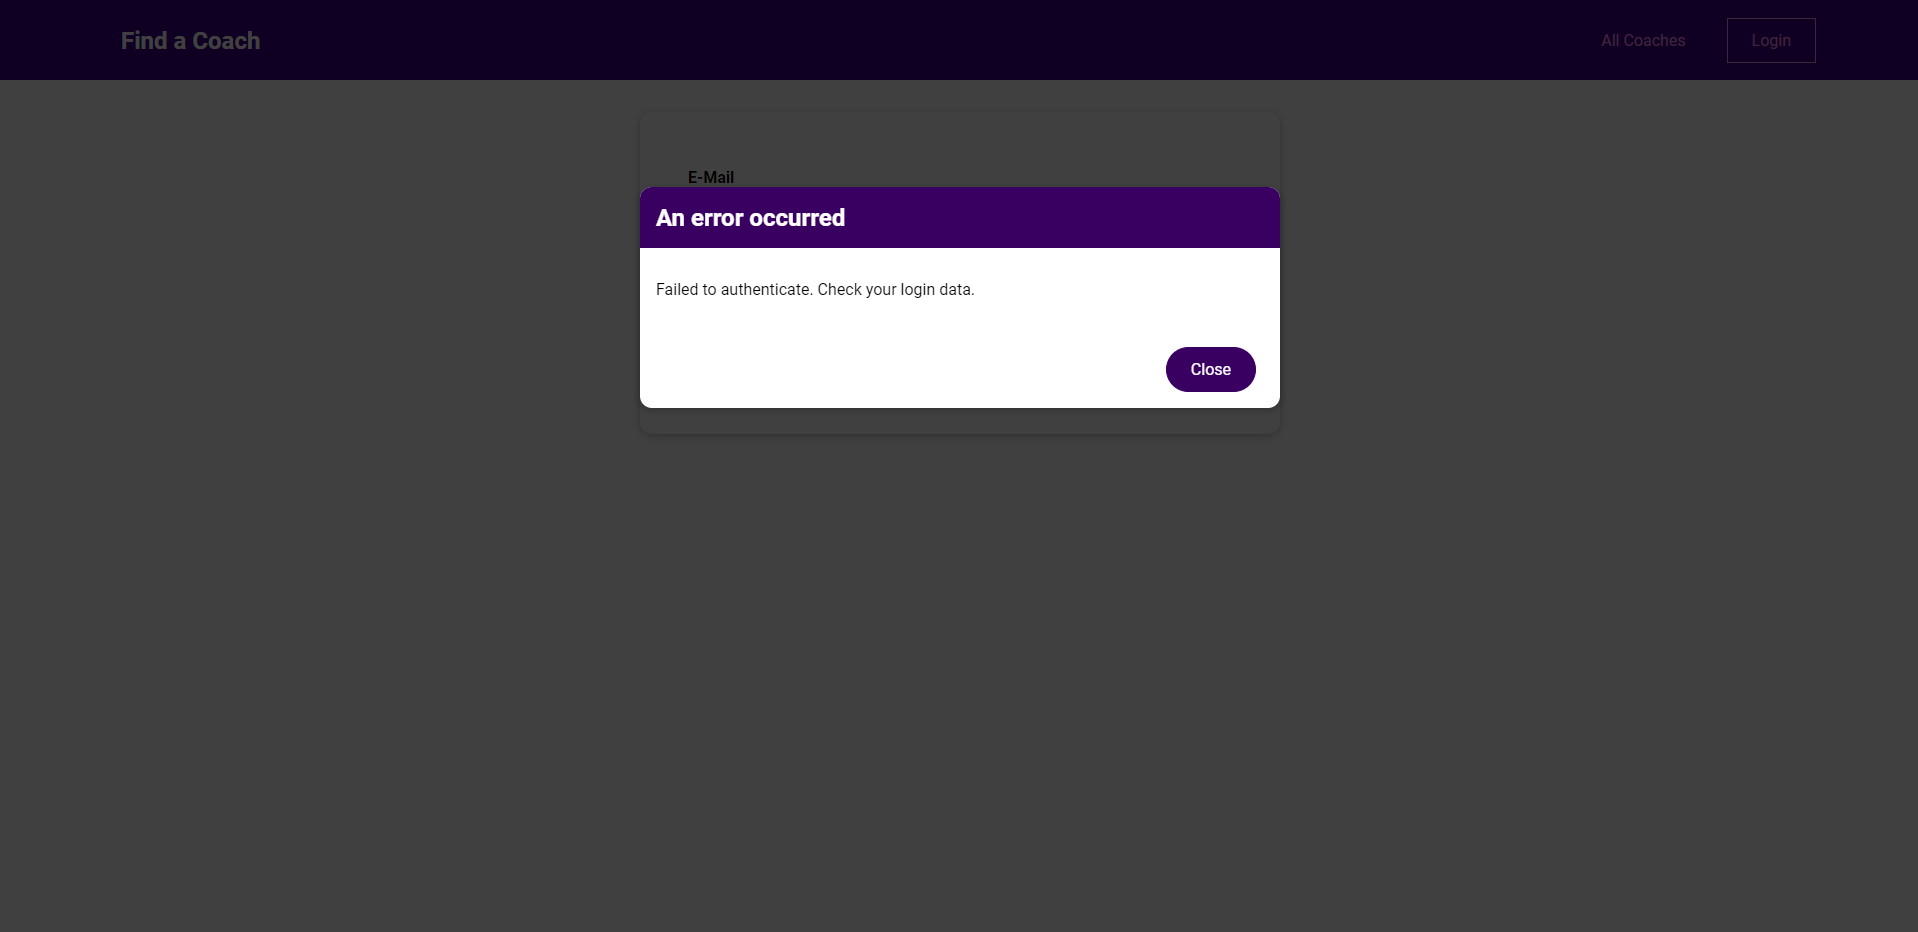 Find a Coach
All Coaches
Login
E-Mail
An error occurred
Failed to authenticate. Check your login data.
Close